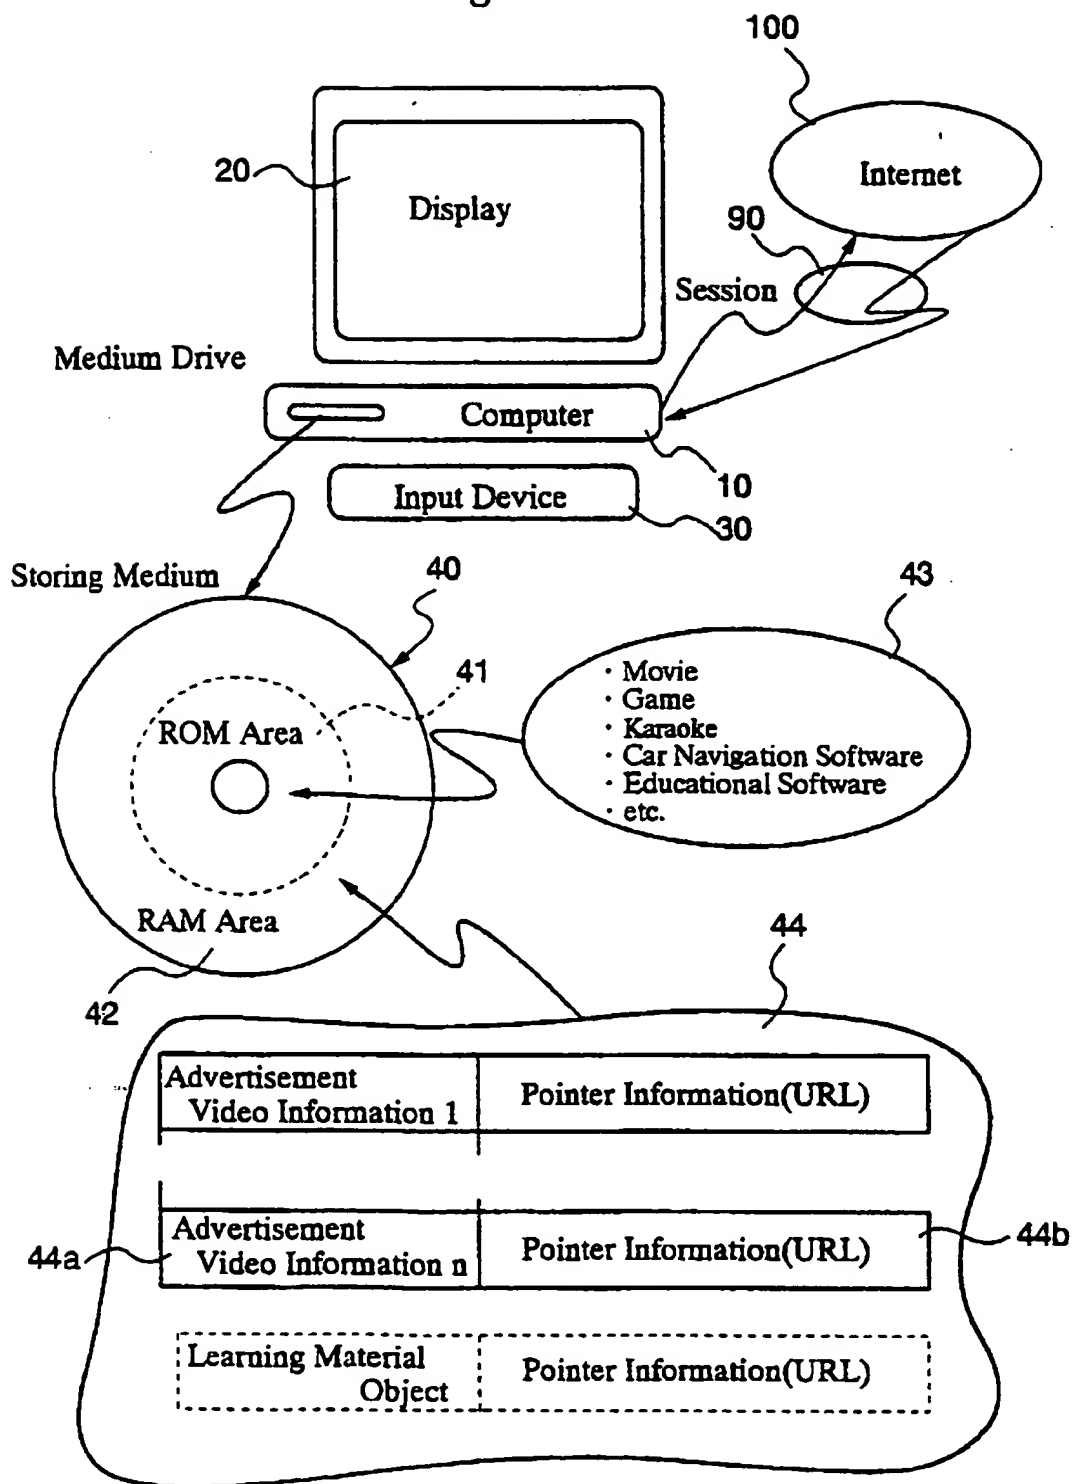 100
20
Display
Internet
90
Session
Medium Drive
Computer
10
Input Device
30
Storing Medium
40
43
41
ROM Area
· Movie
· Game
· Karaoke
· Car Navigation Software
· Educational Software
· etc.
RAM Area
42
44
Advertisement
Video Information 1
Pointer Information(URL)
Advertisement
Video Information n
Pointer Information(URL)
44a
44b
Learning Material
Object
Pointer Information(URL)